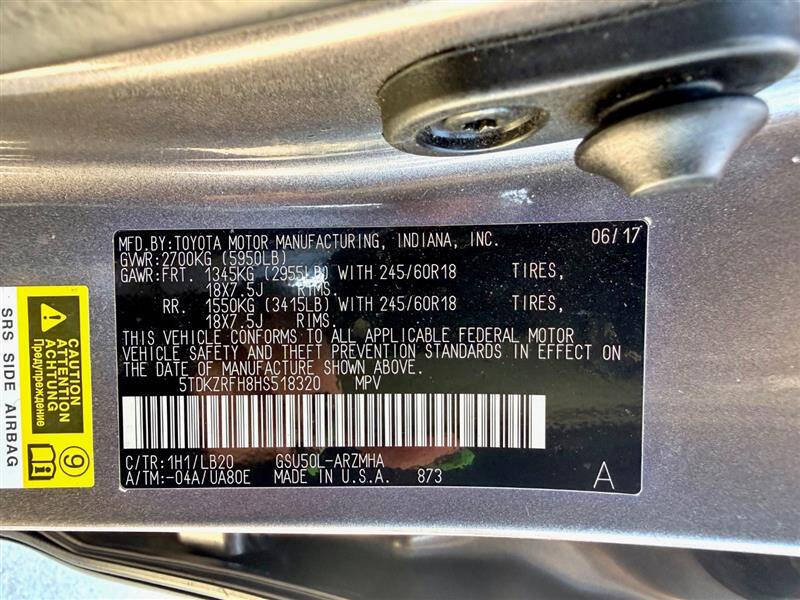 MFD.BY:TOYOTA MOTOR MANUFACTURING, INDIANA, INC. 06/17
GVWR:2700KG (5950LB)
GAWR:FRT. 1345KG (2955LB) WITH 245/60R18 TIRES,
18X7.5J RIMS.
RR. 1550KG (3415LB) WITH 245/60R18 TIRES,
18X7.5J RIMS.
THIS VEHICLE CONFORMS TO ALL APPLICABLE FEDERAL MOTOR
VEHICLE SAFETY AND THEFT PREVENTION STANDARDS IN EFFECT ON
THE DATE OF MANUFACTURE SHOWN ABOVE.
5TDKZRFH8HS518320 MPV
C/TR:1H1/LB20 GSU50L-ARZMHA
A/TM:-04A/UA80E MADE IN U.S.A. 873 A
CAUTION
ATTENTION
ACHTUNG
Предупреждение
9
SRS SIDE AIRBAG